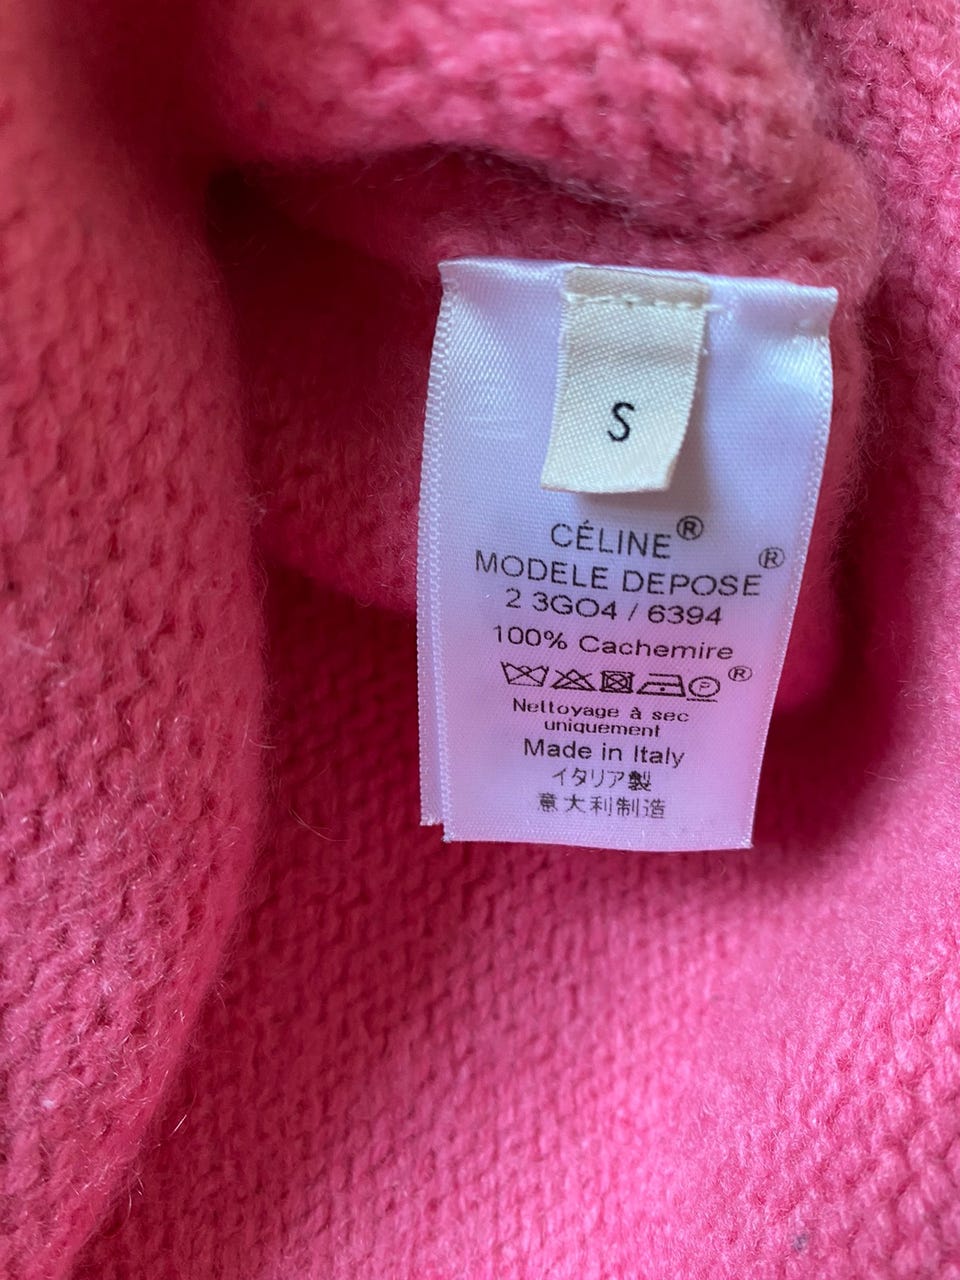 S
CÉLINE®
MODELE DEPOSE®
2 3GO4 / 6394
100% Cachemire
P ®
Nettoyage à sec
uniquement
Made in Italy
イタリア製
意大利制造